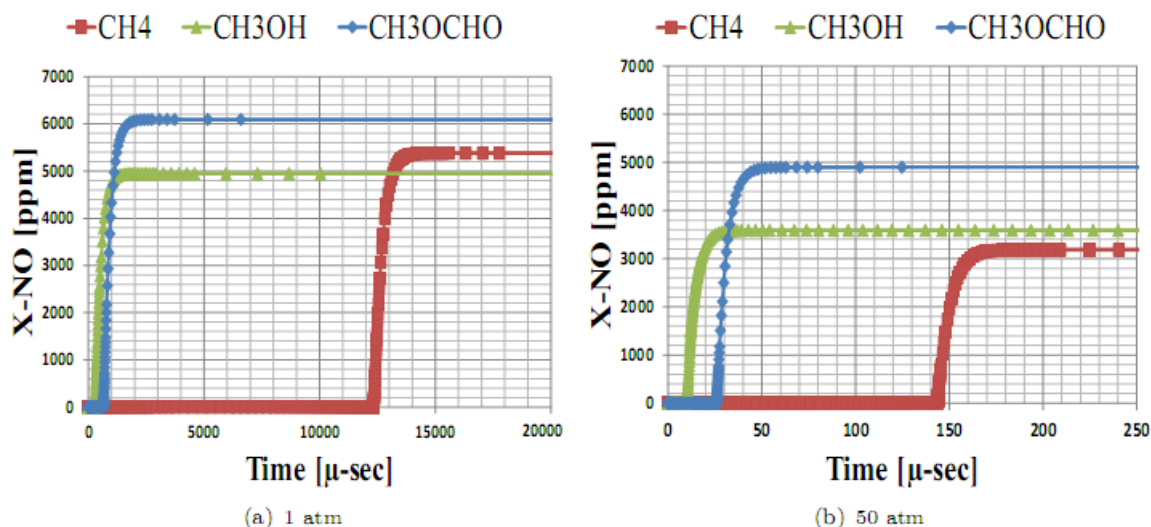 CH4 CH3OH CH3OCHO
7000
6000
5000
4000
3000
2000
1000
0
X-NO [ppm]
0 5000 10000 15000 20000
Time [µ-sec]
(a) 1 atm
CH4 CH3OH CH3OCHO
7000
6000
5000
4000
3000
2000
1000
0
X-NO [ppm]
0 50 100 150 200 250
Time [µ-sec]
(b) 50 atm